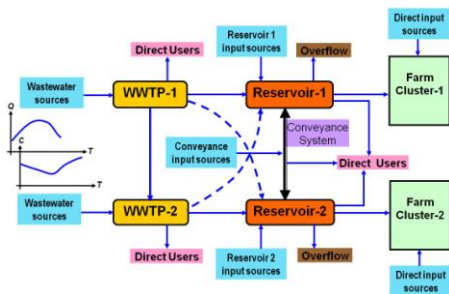 Direct Users
Reservoir 1
input sources
Overflow
Direct input
sources
Wastewater
sources
WWTP-1
Reservoir-1
Farm
Cluster-1
Q
T
C
T
Conveyance
input sources
Conveyance
System
Direct Users
Wastewater
sources
WWTP-2
Reservoir-2
Farm
Cluster-2
Direct Users
Reservoir 2
input sources
Overflow
Direct input
sources